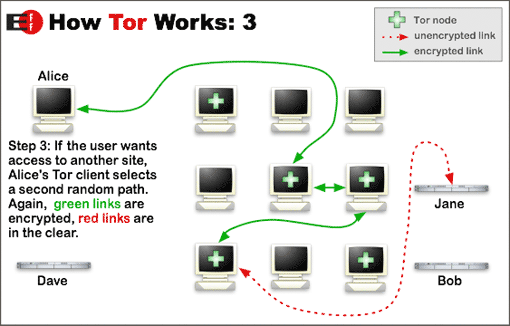 E
f
f
How Tor Works: 3
Tor node
unencrypted link
encrypted link
Alice
Step 3: If the user wants
access to another site,
Alice's Tor client selects
a second random path.
Again, green links are
encrypted, red links are
in the clear.
Jane
Dave
Bob